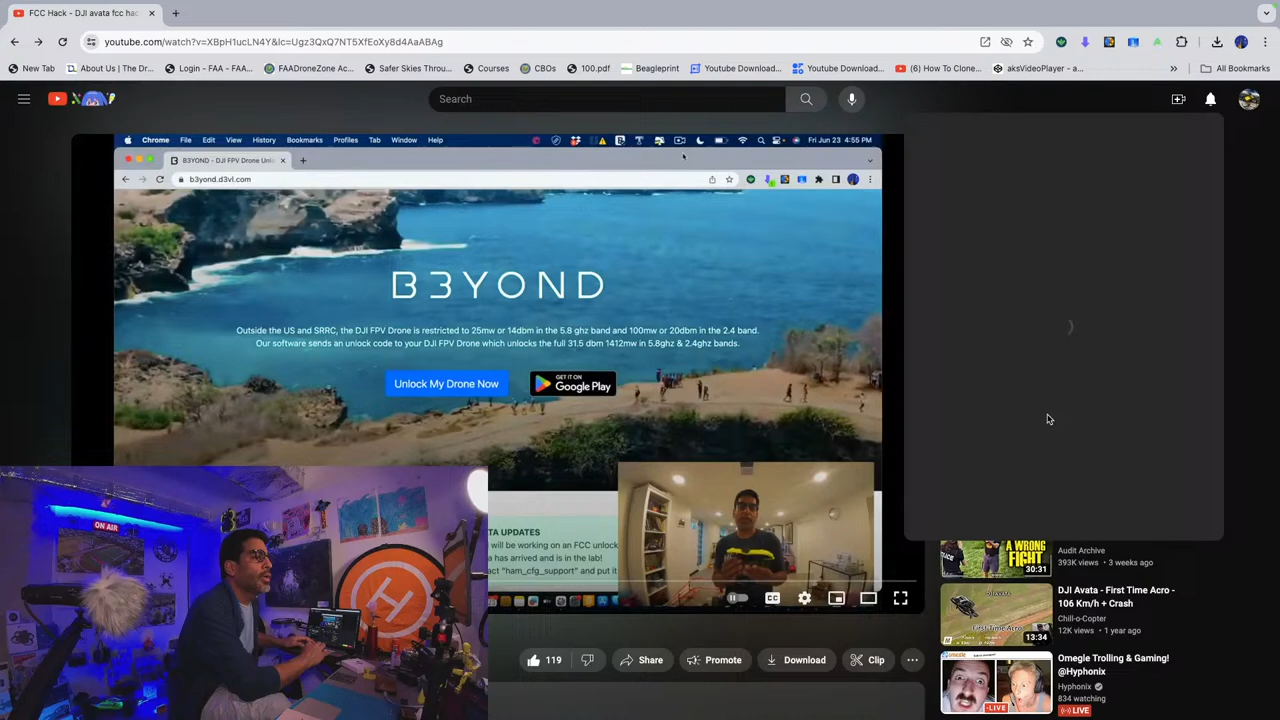 FCC Hack - DJI avata fcc hac
youtube.com/watch?v=XBpH1ucLN4Y&lc=Ugz3QxQ7NT5XfEoXy8d4AaABAg
New Tab
About Us | The Dr...
Login - FAA - FAA...
FAADroneZone Ac...
Safer Skies Throu...
Courses
CBOs
100.pdf
Beagleprint
Youtube Download...
Youtube Download...
(6) How To Clone...
aksVideoPlayer - a...
»
All Bookmarks
Search
Chrome File Edit View History Bookmarks Profiles Tab Window Help
Fri Jun 23 4:55 PM
B3YOND - DJI FPV Drone Unlo
b3yond.d3vl.com
B3YOND
Outside the US and SRRC, the DJI FPV Drone is restricted to 25mw or 14dbm in the 5.8 ghz band and 100mw or 20dbm in the 2.4 band.
Our software sends an unlock code to your DJI FPV Drone which unlocks the full 31.5 dbm 1412mw in 5.8ghz & 2.4ghz bands.
Unlock My Drone Now
GET IT ON
Google Play
TA UPDATES
will be working on an FCC unlock
a has arrived and is in the lab!
act "ham_cfg_support" and put it
ON AIR
H
CC
119
Share
Promote
Download
Clip
A WRONG
FIGHT
30:31
Audit Archive
393K views • 3 weeks ago
DJI AVATA
First Time Acro
13:34
DJI Avata - First Time Acro -
106 Km/h + Crash
Chill-o-Copter
12K views • 1 year ago
omegle
LIVE
Omegle Trolling & Gaming!
@Hyphonix
Hyphonix
834 watching
LIVE